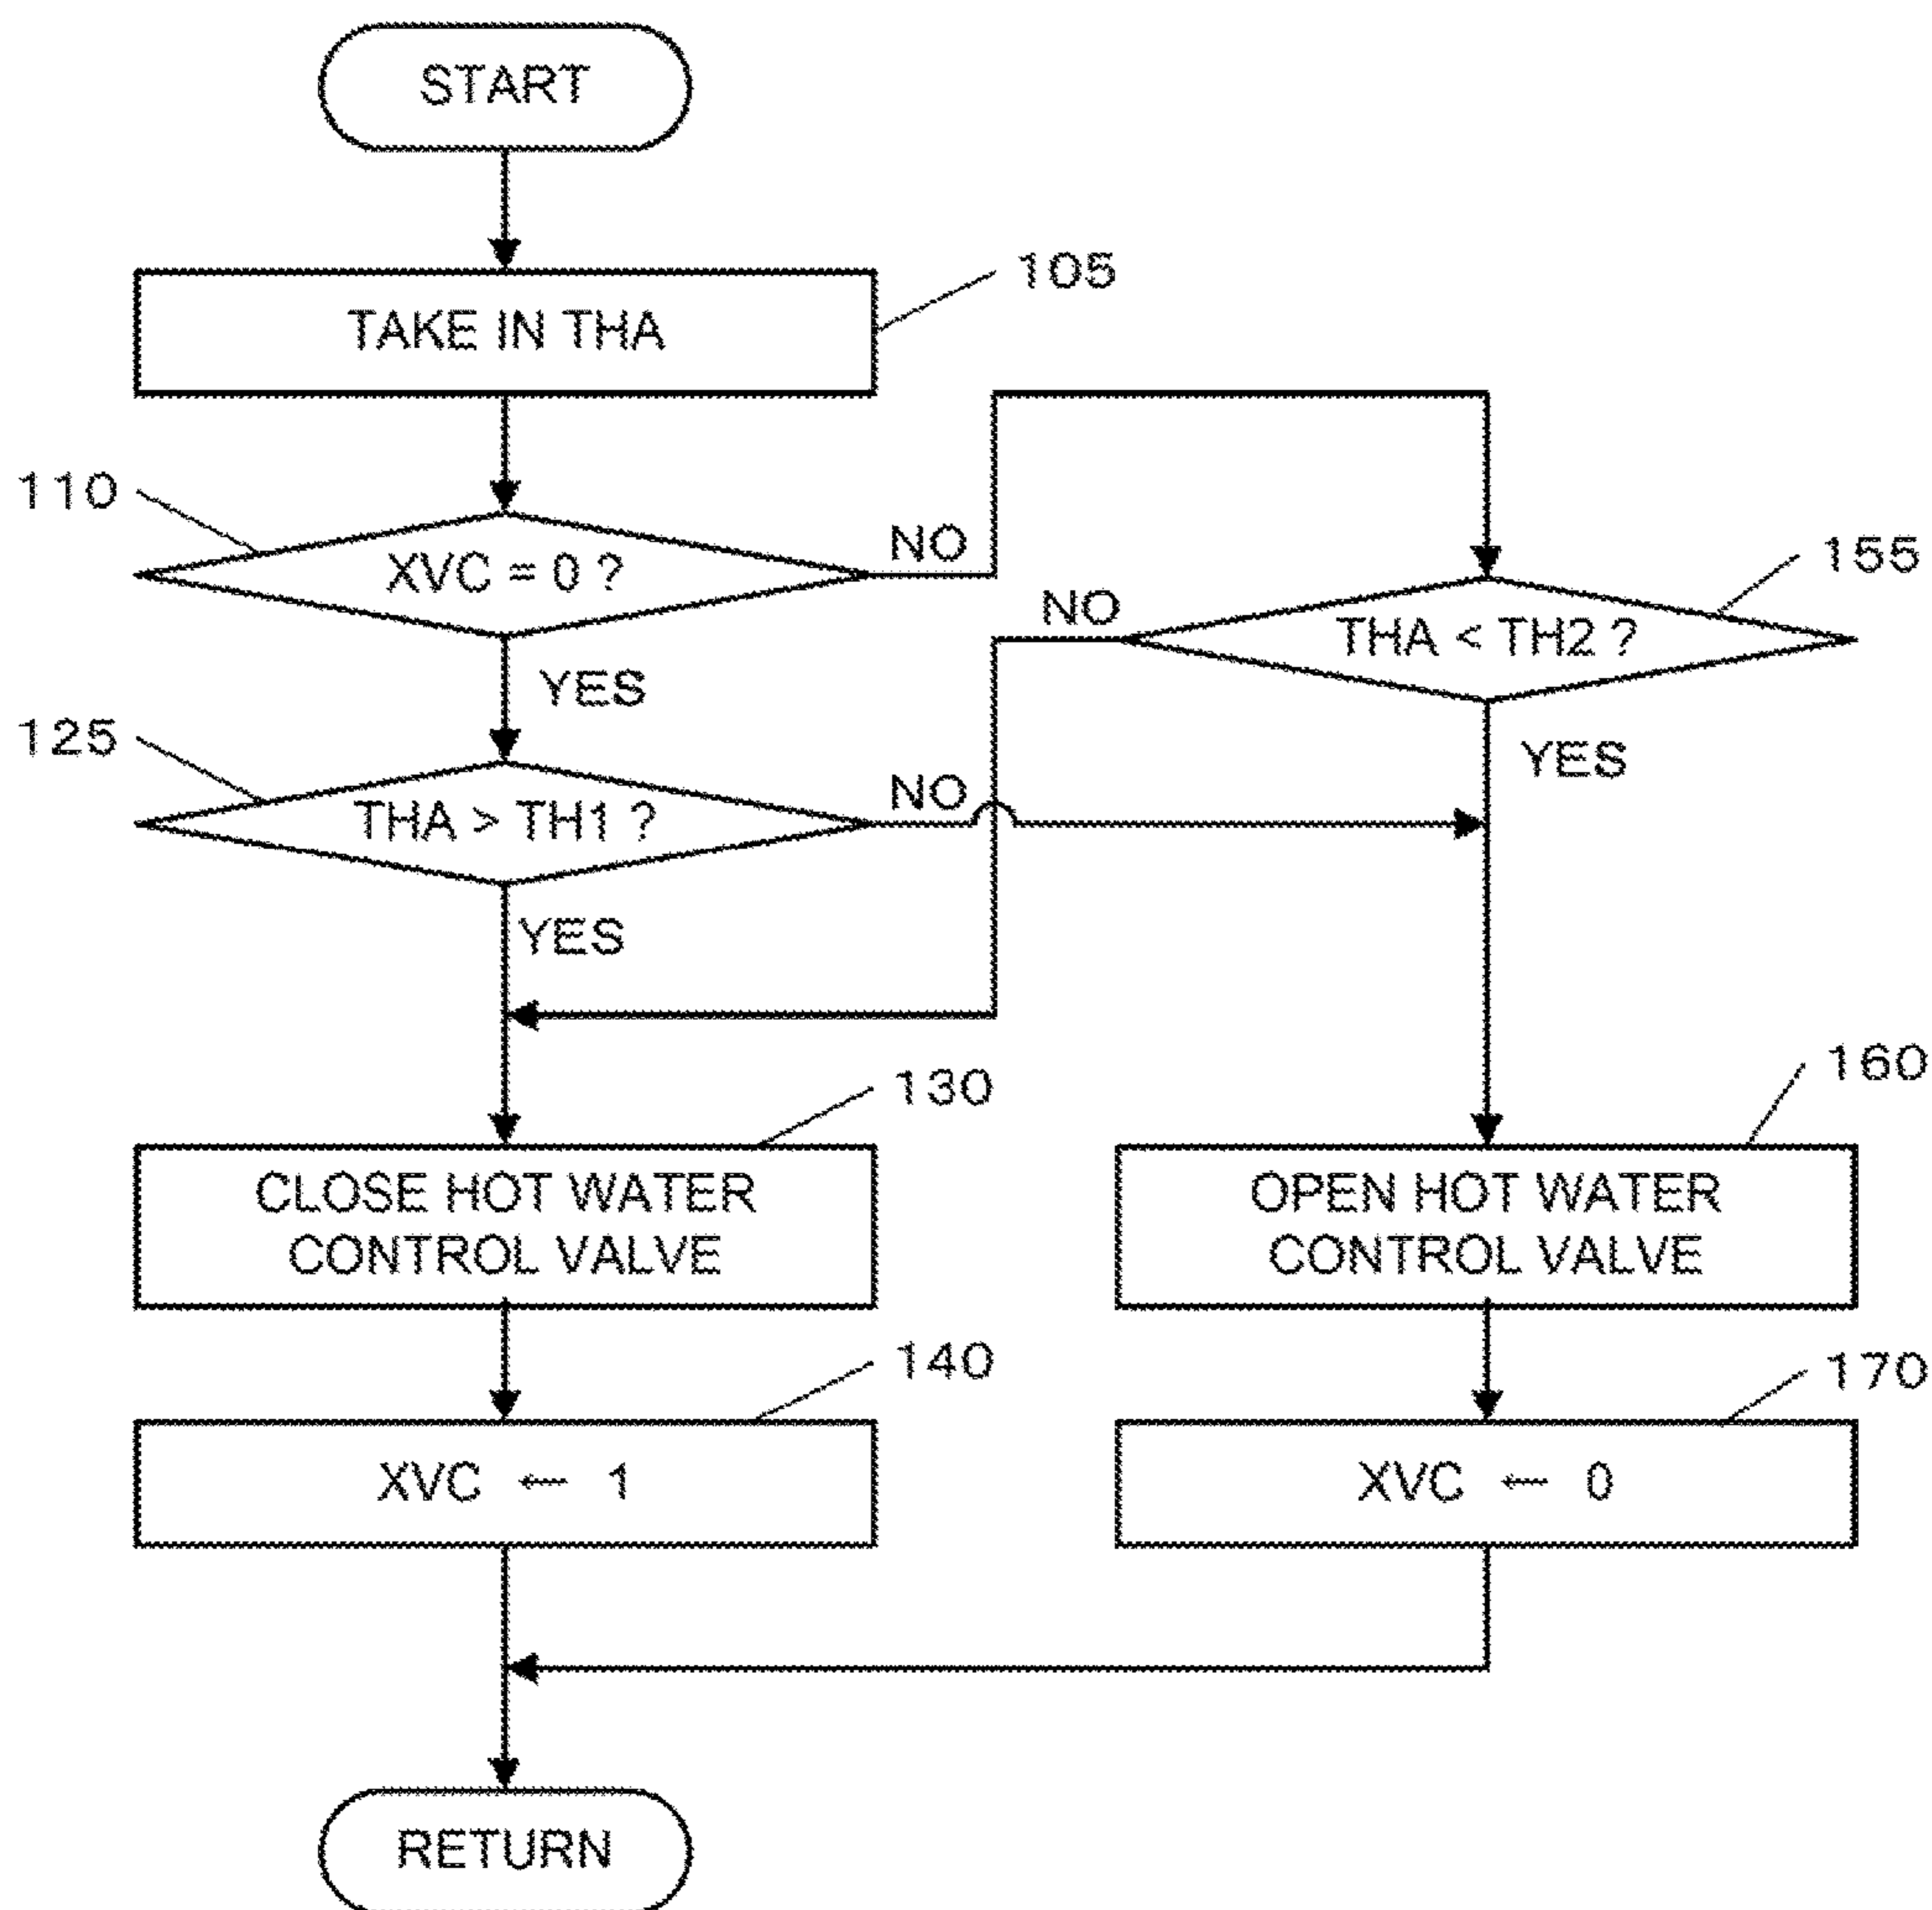 START
TAKE IN THA
105
110
XVC = 0 ?
NO
155
NO
THA < TH2 ?
YES
YES
125
THA > TH1 ?
NO
YES
130
160
CLOSE HOT WATER
CONTROL VALVE
OPEN HOT WATER
CONTROL VALVE
140
170
XVC ← 1
XVC ← 0
RETURN